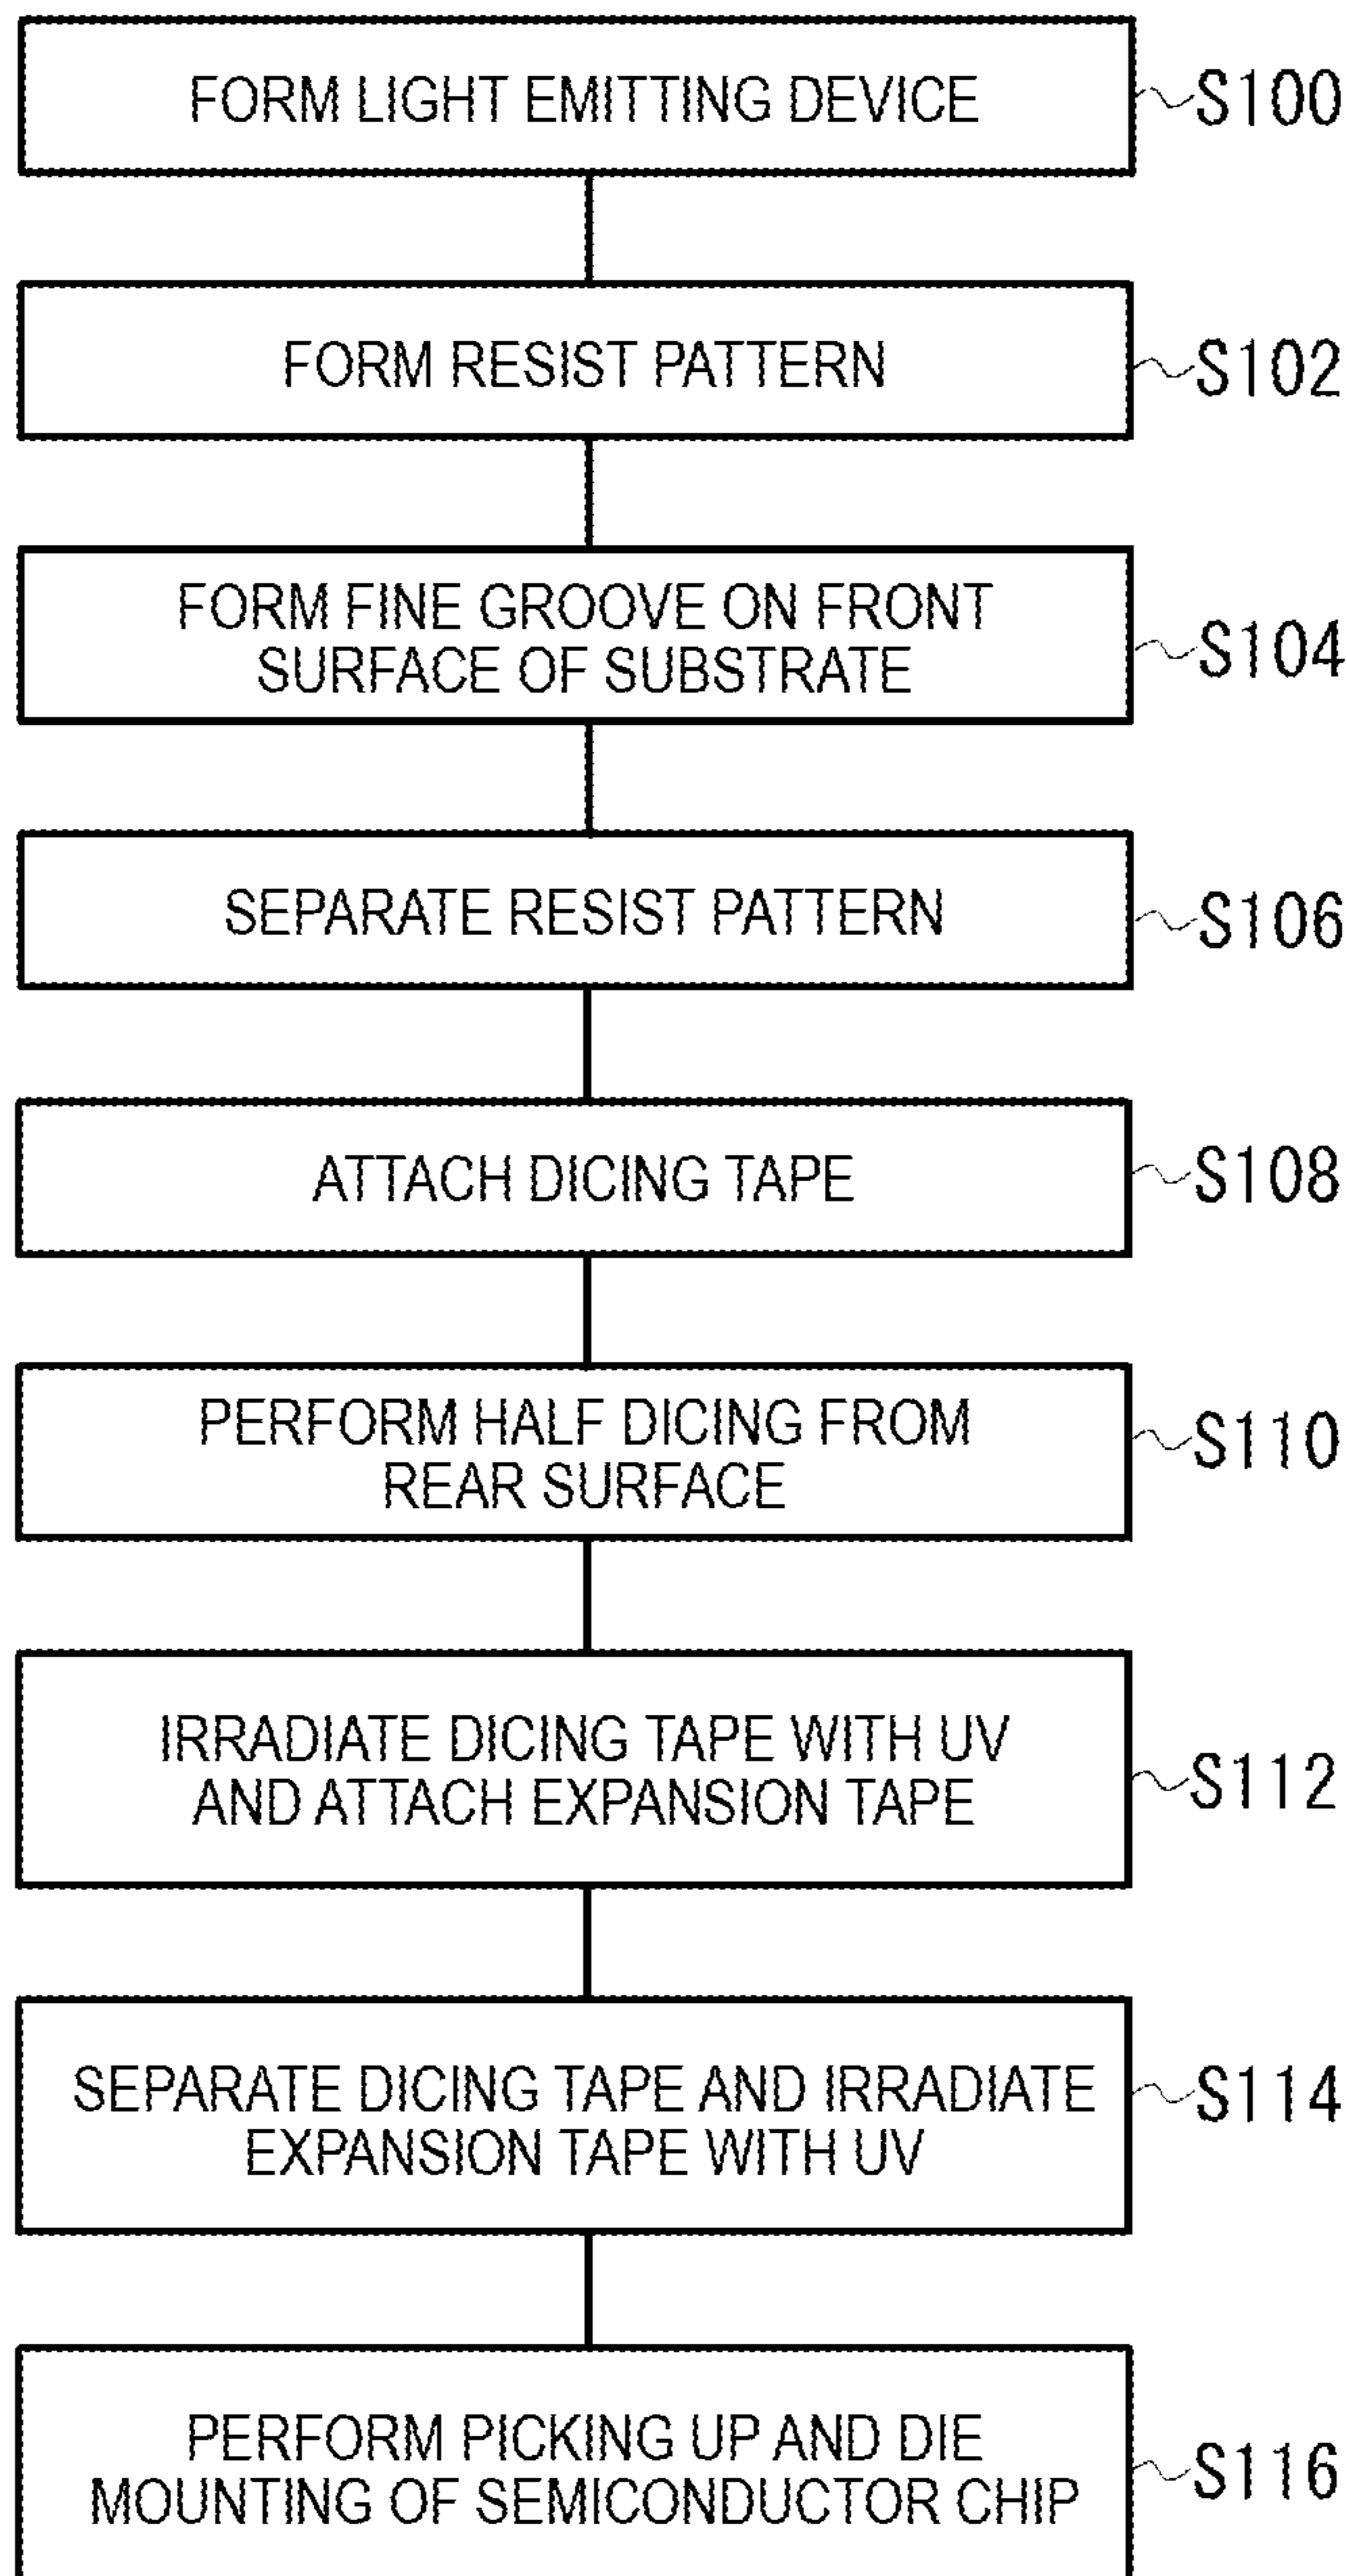 FORM LIGHT EMITTING DEVICE
S100
FORM RESIST PATTERN
S102
FORM FINE GROOVE ON FRONT
SURFACE OF SUBSTRATE
S104
SEPARATE RESIST PATTERN
S106
ATTACH DICING TAPE
S108
PERFORM HALF DICING FROM
REAR SURFACE
S110
IRRADIATE DICING TAPE WITH UV
AND ATTACH EXPANSION TAPE
S112
SEPARATE DICING TAPE AND IRRADIATE
EXPANSION TAPE WITH UV
S114
PERFORM PICKING UP AND DIE
MOUNTING OF SEMICONDUCTOR CHIP
S116